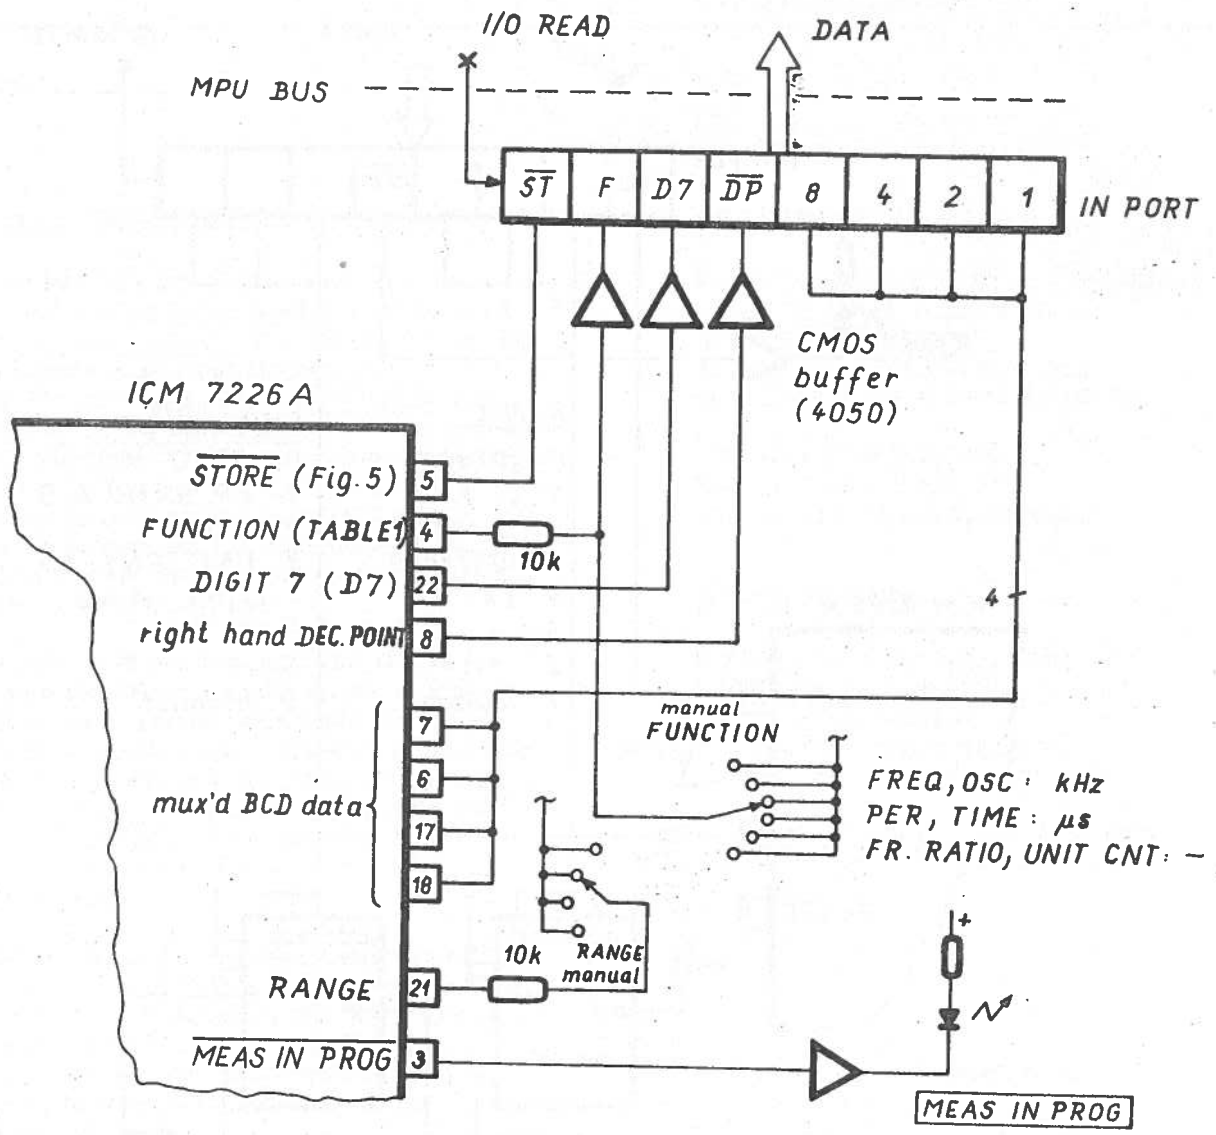 I/O READ
DATA
MPU BUS
ST F D7 DP 8 4 2 1
IN PORT
CMOS
buffer
(4050)
ICM 7226A
STORE (Fig. 5) 5
FUNCTION (TABLE1) 4
10k
DIGIT 7 (D7) 22
right hand DEC. POINT 8
4
mux'd BCD data
7
6
17
18
manual
FUNCTION
FREQ, OSC : kHz
PER, TIME : µs
FR. RATIO, UNIT CNT: –
RANGE
manual
10k
RANGE 21
+
MEAS IN PROG 3
MEAS IN PROG